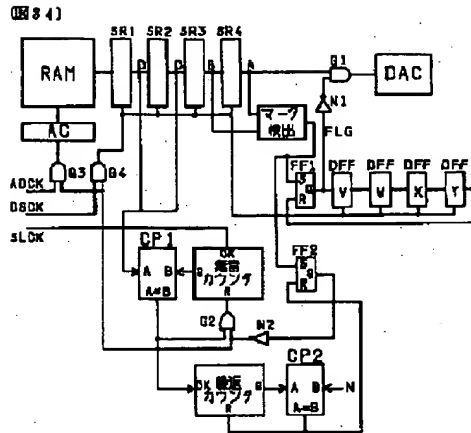 【図34】
SR1 SR2 SR3 SR4
RAM
D
D
B
A
G1
DAC
AC
マーク
検出
N1
FLG
G3
G4
ADCK
DSCK
SLCK
FF1
S
Q
R
DFF DFF DFF DFF
V W X Y
CP1
A B
A=B
Q
CK
無音
カウンタ
R
G2
N2
FF2
S
Q
R
CK 繰返
カウンタ
R
CP2
A B
A=B
N